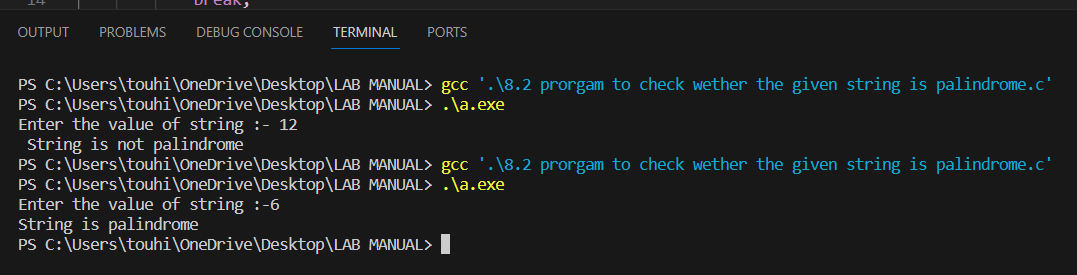 14 break;
OUTPUT PROBLEMS DEBUG CONSOLE TERMINAL PORTS
PS C:\Users\touhi\OneDrive\Desktop\LAB MANUAL> gcc '.\8.2 prorgam to check wether the given string is palindrome.c'
PS C:\Users\touhi\OneDrive\Desktop\LAB MANUAL> .\a.exe
Enter the value of string :- 12
 String is not palindrome
PS C:\Users\touhi\OneDrive\Desktop\LAB MANUAL> gcc '.\8.2 prorgam to check wether the given string is palindrome.c'
PS C:\Users\touhi\OneDrive\Desktop\LAB MANUAL> .\a.exe
Enter the value of string :-6
String is palindrome
PS C:\Users\touhi\OneDrive\Desktop\LAB MANUAL>